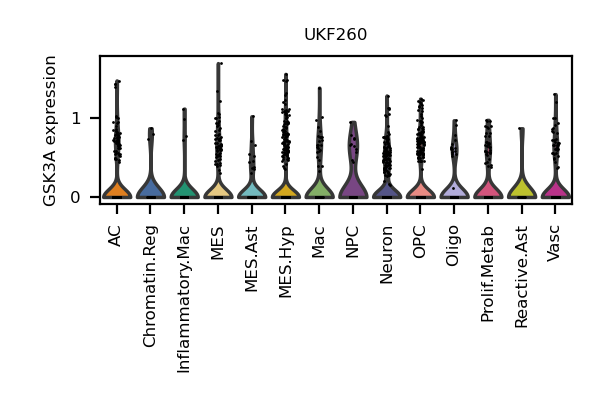 UKF260
GSK3A expression
1
0
AC
Chromatin.Reg
Inflammatory.Mac
MES
MES.Ast
MES.Hyp
Mac
NPC
Neuron
OPC
Oligo
Prolif.Metab
Reactive.Ast
Vasc